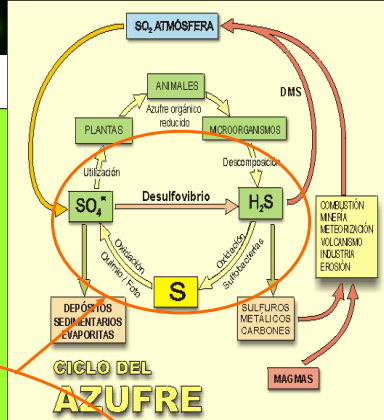 SO₂ ATMÓSFERA
ANIMALES
DMS
Azufre orgánico
reducido
PLANTAS
MICROORGANISMOS
Utilización
Descomposición
SO₄⁼
Desulfovibrio
H₂S
COMBUSTIÓN
MINERÍA
METEORIZACIÓN
VOLCANISMO
INDUSTRIA
EROSIÓN
Oxidación
Quimio / Foto
S
Oxidación
Sulfobacterias
DEPÓSITOS
SEDIMENTARIOS
EVAPORITAS
SULFUROS
METÁLICOS
CARBONES
CICLO DEL
AZUFRE
MAGMAS